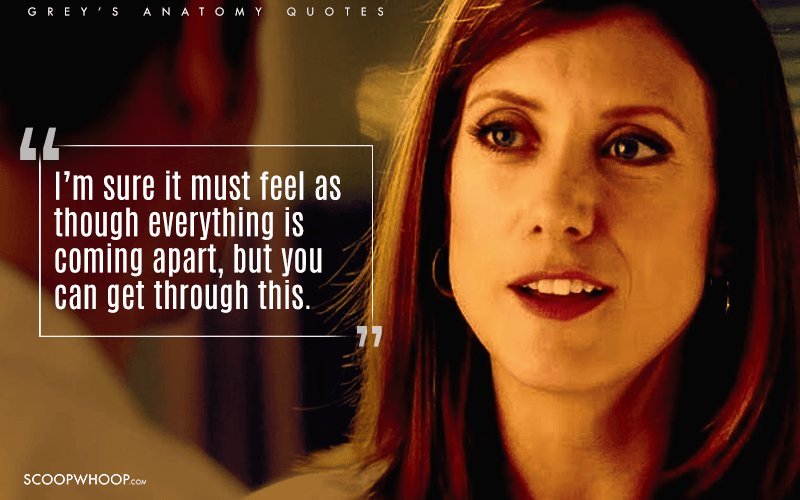 GREY'S ANATOMY QUOTES
“
I'm sure it must feel as
though everything is
coming apart, but you
can get through this.
”
SCOOPWHOOP.COM